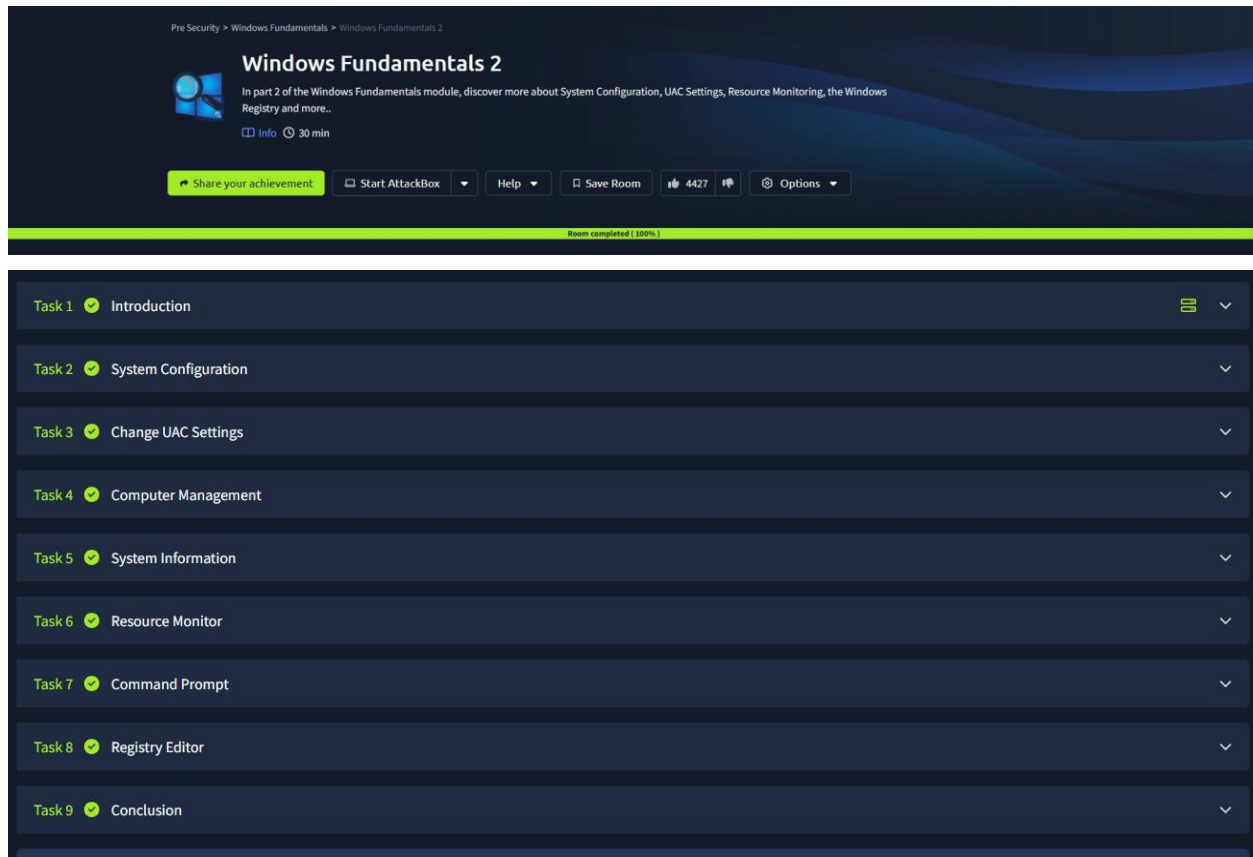 Pre Security > Windows Fundamentals > Windows Fundamentals 2
Windows Fundamentals 2
In part 2 of the Windows Fundamentals module, discover more about System Configuration, UAC Settings, Resource Monitoring, the Windows
Registry and more..
Info 30 min
Share your achievement Start AttackBox Help Save Room 4427 Options
Room completed ( 100% )
Task 1 Introduction
Task 2 System Configuration
Task 3 Change UAC Settings
Task 4 Computer Management
Task 5 System Information
Task 6 Resource Monitor
Task 7 Command Prompt
Task 8 Registry Editor
Task 9 Conclusion